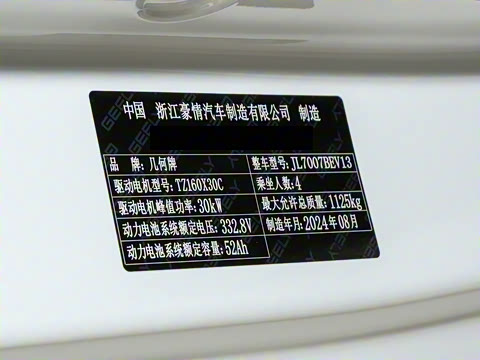 中国 浙江豪情汽车制造有限公司 制造
品 牌:几何牌 整车型号:JL7007BEV13
驱动电机型号:TZ160X30C 乘坐人数:4
驱动电机峰值功率:30kW 最大允许总质量:1125kg
动力电池系统额定电压:332.8V 制造年月:2024年08月
动力电池系统额定容量:52Ah